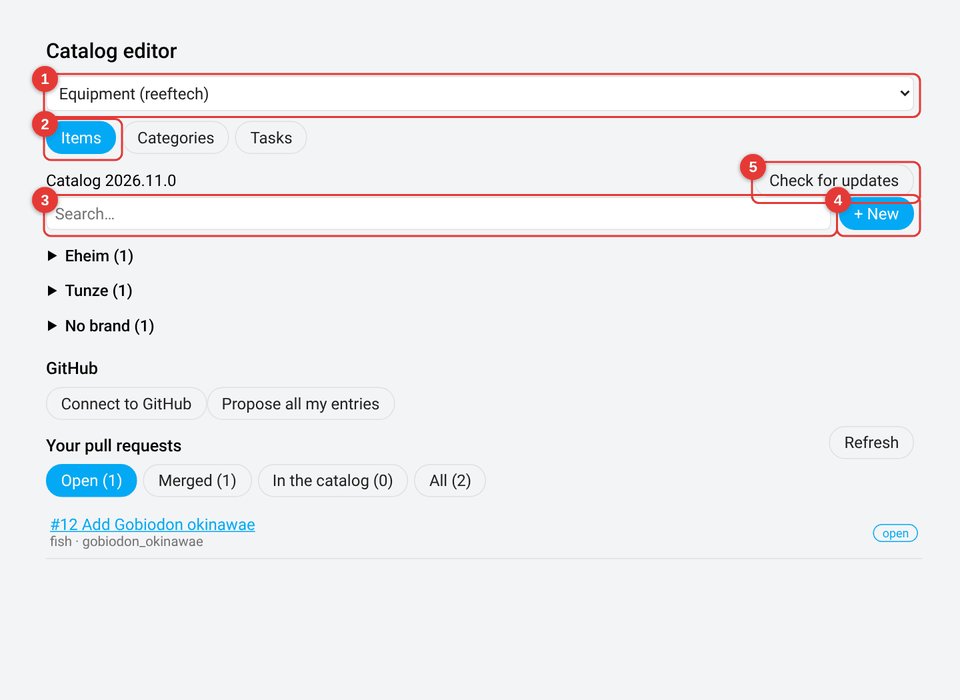 Catalog editor
1
Equipment (reeftech)
2
Items Categories Tasks
Catalog 2026.11.0
5
Check for updates
3
Search...
4
+ New
Eheim (1)
Tunze (1)
No brand (1)
GitHub
Connect to GitHub Propose all my entries
Your pull requests
Refresh
Open (1) Merged (1) In the catalog (0) All (2)
#12 Add Gobiodon okinawae
fish · gobiodon_okinawae
open